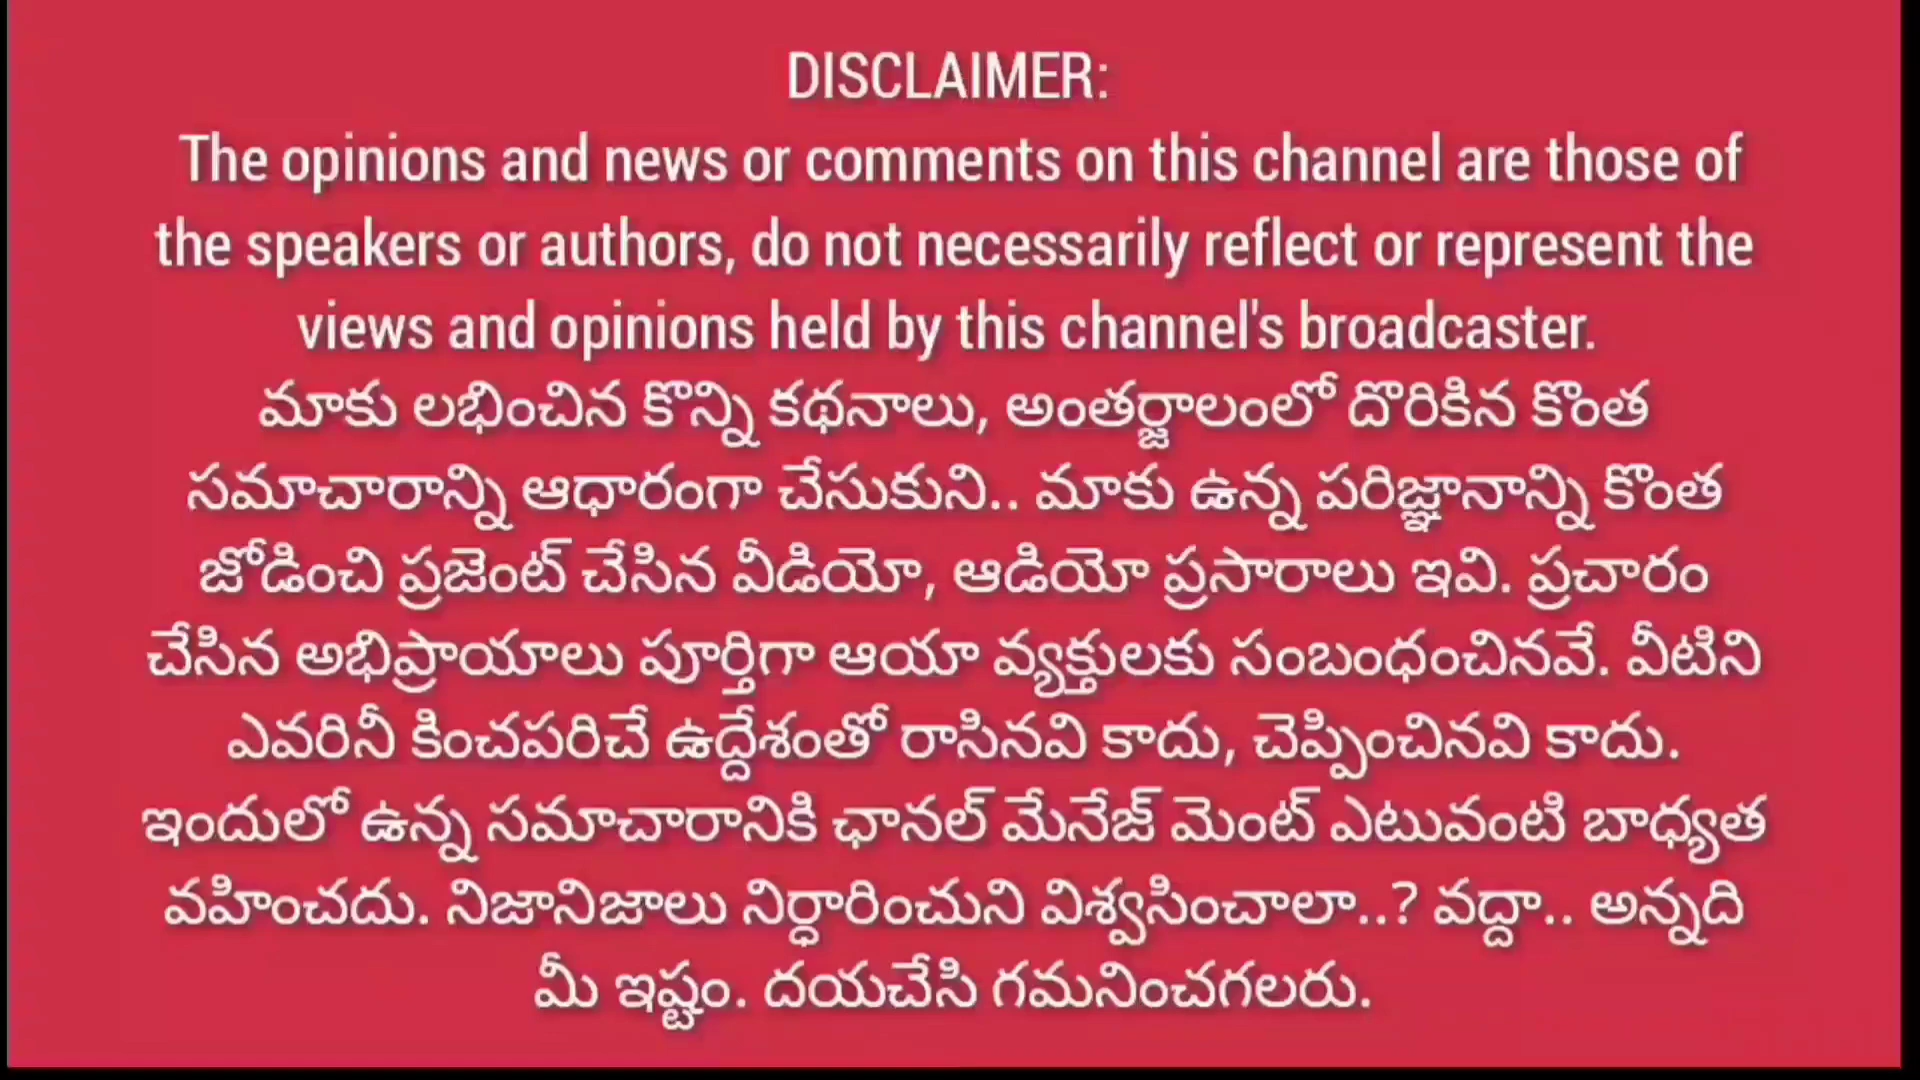 DISCLAIMER:
The opinions and news or comments on this channel are those of
the speakers or authors, do not necessarily reflect or represent the
views and opinions held by this channel's broadcaster.
మాకు లభించిన కొన్ని కథనాలు, అంతర్జాలంలో దొరికిన కొంత
సమాచారాన్ని ఆధారంగా చేసుకుని.. మాకు ఉన్న పరిజ్ఞానాన్ని కొంత
జోడించి ప్రజెంట్ చేసిన వీడియో, ఆడియో ప్రసారాలు ఇవి. ప్రచారం
చేసిన అభిప్రాయాలు పూర్తిగా ఆయా వ్యక్తులకు సంబంధించినవే. వీటిని
ఎవరినీ కించపరిచే ఉద్దేశంతో రాసినవి కాదు, చెప్పించినవి కాదు.
ఇందులో ఉన్న సమాచారానికి ఛానల్ మేనేజ్ మెంట్ ఎటువంటి బాధ్యత
వహించదు. నిజానిజాలు నిర్ధారించుని విశ్వసించాలా..? వద్దా.. అన్నది
మీ ఇష్టం. దయచేసి గమనించగలరు.